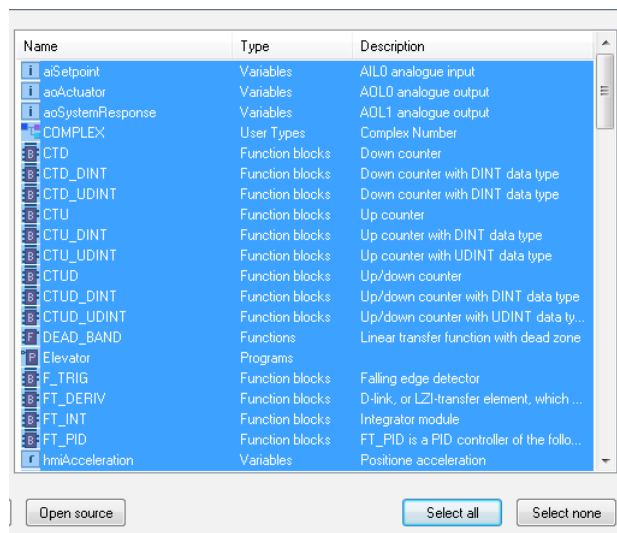 Name Type Description
aiSetpoint Variables AIL0 analogue input
aoActuator Variables AOL0 analogue output
aoSystemResponse Variables AOL1 analogue output
COMPLEX User Types Complex Number
CTD Function blocks Down counter
CTD_DINT Function blocks Down counter with DINT data type
CTD_UDINT Function blocks Down counter with DINT data type
CTU Function blocks Up counter
CTU_DINT Function blocks Up counter with DINT data type
CTU_UDINT Function blocks Up counter with UDINT data type
CTUD Function blocks Up/down counter
CTUD_DINT Function blocks Up/down counter with DINT data type
CTUD_UDINT Function blocks Up/down counter with UDINT data ty...
DEAD_BAND Functions Linear transfer function with dead zone
Elevator Programs
F_TRIG Function blocks Falling edge detector
FT_DERIV Function blocks D-link, or LZI-transfer element, which ...
FT_INT Function blocks Integrator module
FT_PID Function blocks FT_PID is a PID controller of the follo...
hmiAcceleration Variables Positione acceleration
Open source Select all Select none